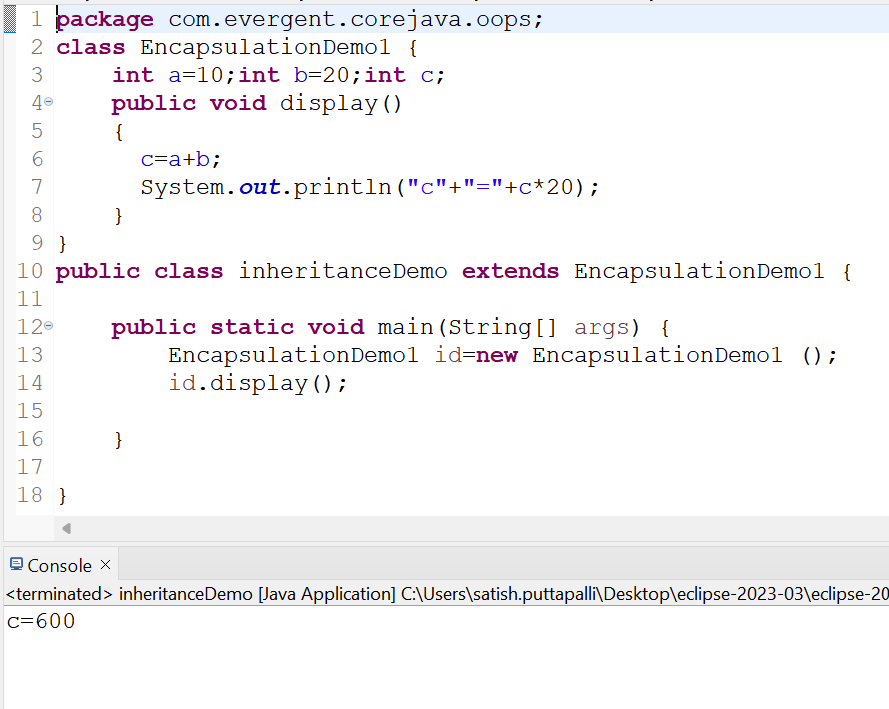 1 package com.evergent.corejava.oops;
2 class EncapsulationDemo1 {
3 int a=10;int b=20;int c;
4 public void display()
5 {
6 c=a+b;
7 System.out.println("c"+"="+c*20);
8 }
9 }
10 public class inheritanceDemo extends EncapsulationDemo1 {
11
12 public static void main(String[] args) {
13 EncapsulationDemo1 id=new EncapsulationDemo1 ();
14 id.display();
15
16 }
17
18 }
Console ×
<terminated> inheritanceDemo [Java Application] C:\Users\satish.puttapalli\Desktop\eclipse-2023-03\eclipse-20
c=600